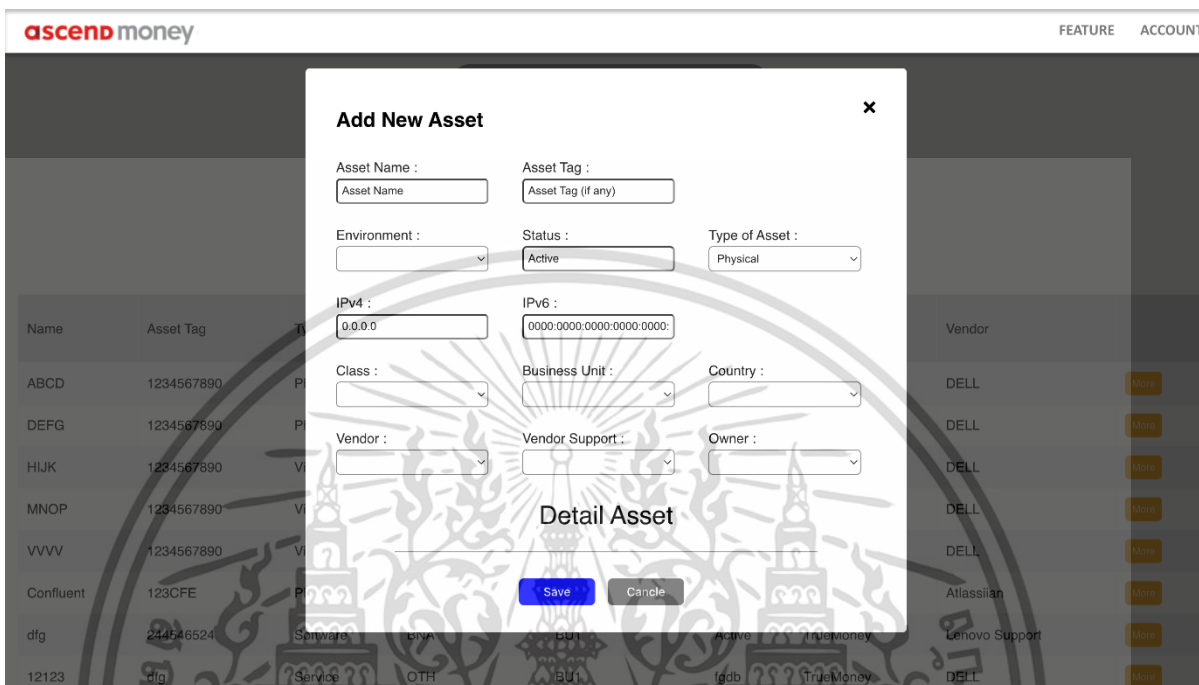 ascend money FEATURE ACCOUNT
Add New Asset ×
Asset Name : Asset Tag :
Asset Name Asset Tag (if any)
Environment : Status : Type of Asset :
Active Physical
IPv4 : IPv6 :
0.0.0.0 0000:0000:0000:0000:0000:
Class : Business Unit : Country :
Vendor : Vendor Support : Owner :
Detail Asset
Save Cancle
Name Asset Tag Vendor
ABCD 1234567890 DELL More
DEFG 1234567890 DELL More
HIJK 1234567890 DELL More
MNOP 1234567890 DELL More
VVVV 1234567890 DELL More
Confluent 123CFE Atlassiian More
dfg 244546524 Software BNA BU1 Active TrueMoney Lenovo Support More
12123 dfg Service OTH BU1 fgdb TrueMoney DELL More